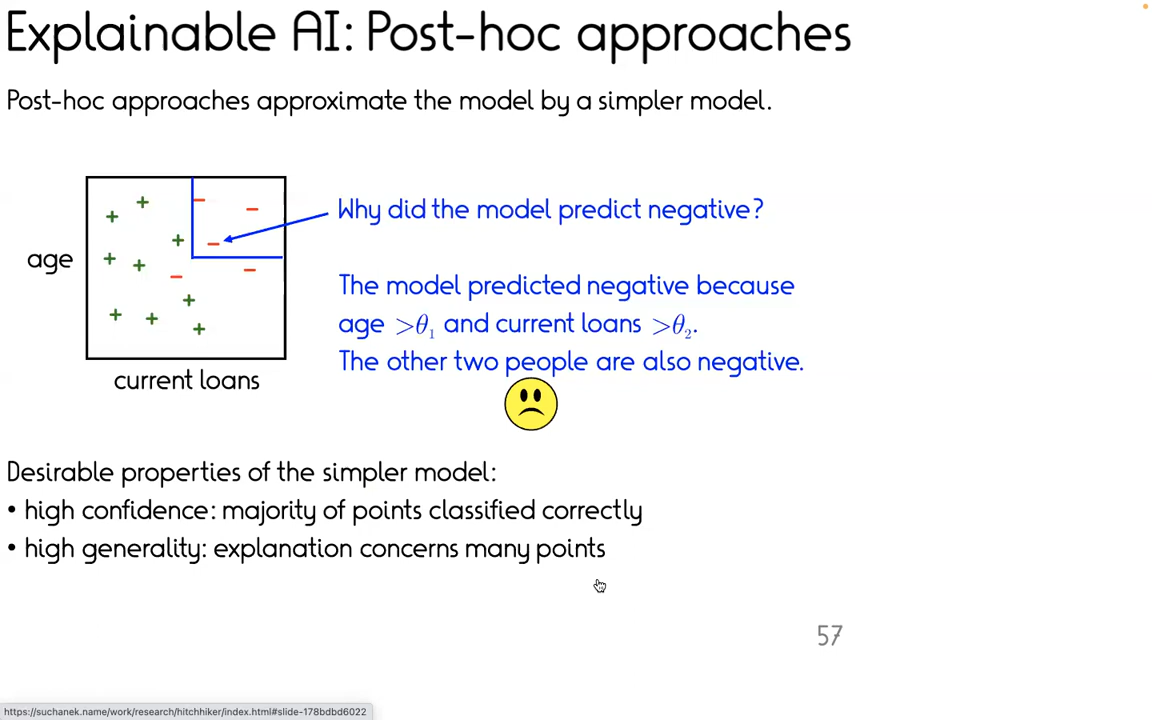 Explainable AI: Post-hoc approaches
Post-hoc approaches approximate the model by a simpler model.
age
current loans
Why did the model predict negative?
The model predicted negative because
age >θ₁ and current loans >θ₂.
The other two people are also negative.
Desirable properties of the simpler model:
• high confidence: majority of points classified correctly
• high generality: explanation concerns many points
57
https://suchanek.name/work/research/hitchhiker/index.html#slide-178bdbd6022